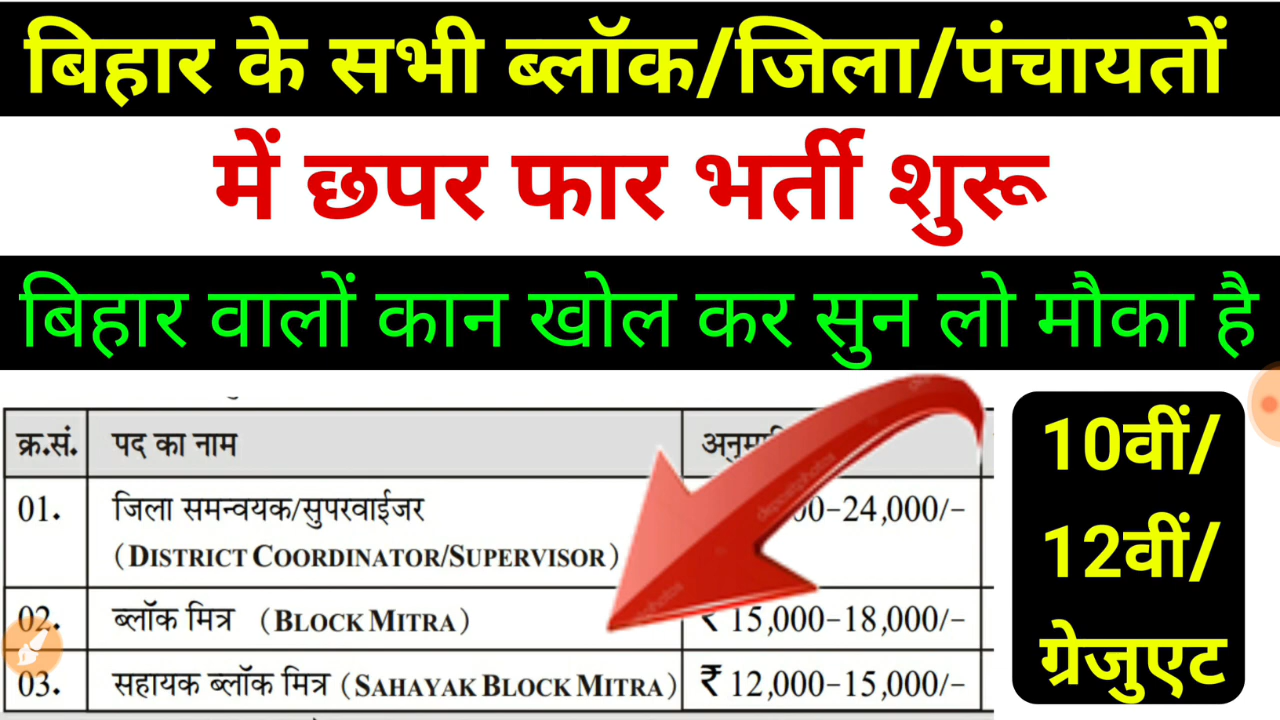 बिहार के सभी ब्लॉक/जिला/पंचायतों
में छपर फार भर्ती शुरू
बिहार वालों कान खोल कर सुन लो मौका है
क्र.सं. पद का नाम
01. जिला समन्वयक/सुपरवाईजर 00-24,000/-
(DISTRICT COORDINATOR/SUPERVISOR)
02. ब्लॉक मित्र (BLOCK MITRA) ₹ 15,000-18,000/-
03. सहायक ब्लॉक मित्र (SAHAYAK BLOCK MITRA) ₹ 12,000-15,000/-
10वीं/
12वीं/
ग्रेजुएट